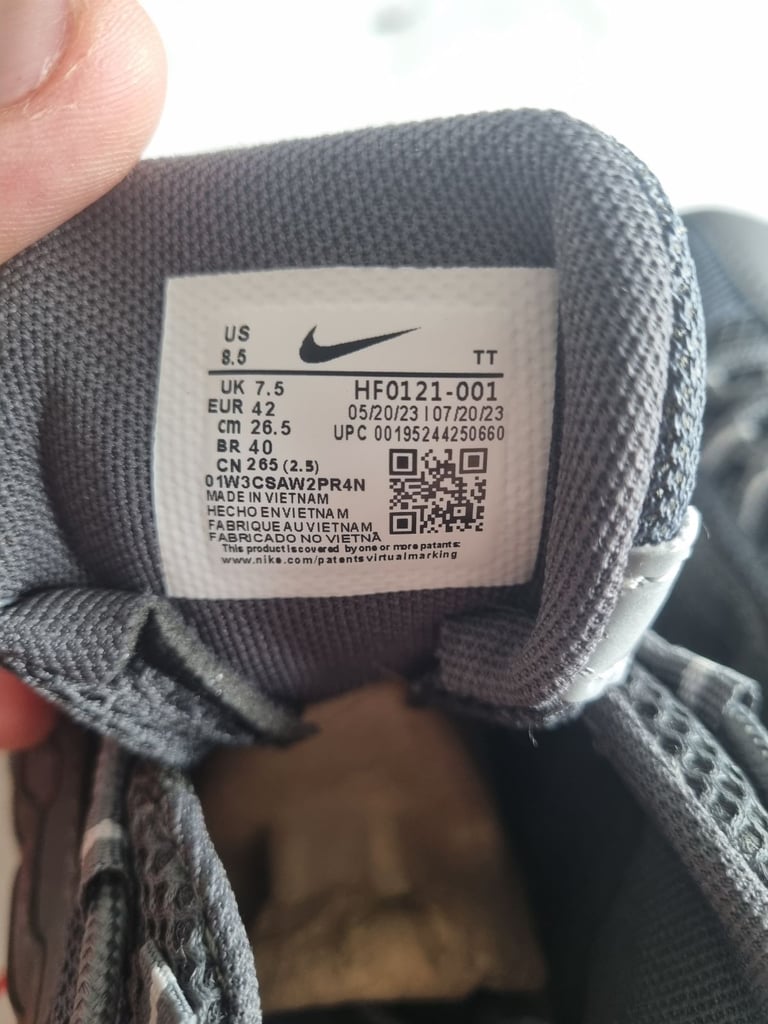 US
8.5 TT
UK 7.5 HF0121-001
EUR 42 05/20/23 | 07/20/23
cm 26.5 UPC 00195244250660
BR 40
CN 265 (2.5)
01W3CSAW2PR4N
MADE IN VIETNAM
HECHO EN VIETNAM
FABRIQUE AU VIETNAM
FABRICADO NO VIETNA
This product is covered by one or more patents:
www.nike.com/patentsvirtualmarking